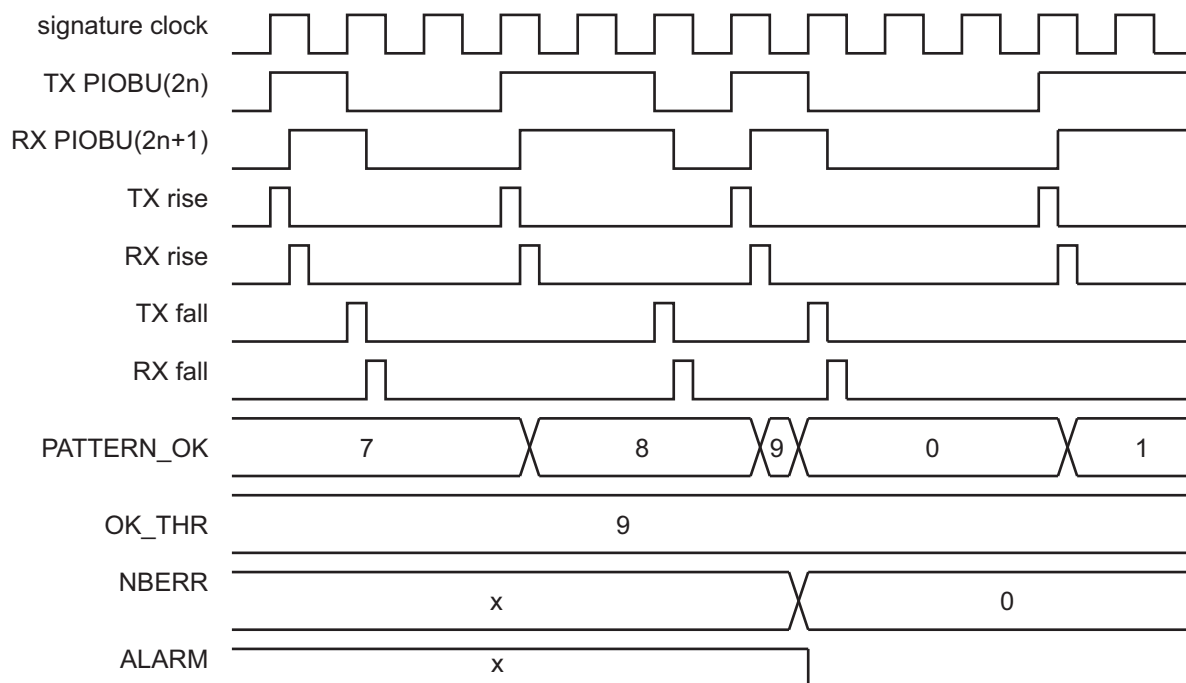 signature clock
TX PIOBU(2n)
RX PIOBU(2n+1)
TX rise
RX rise
TX fall
RX fall
PATTERN_OK 7 8 9 0 1
OK_THR 9
NBERR x 0
ALARM x